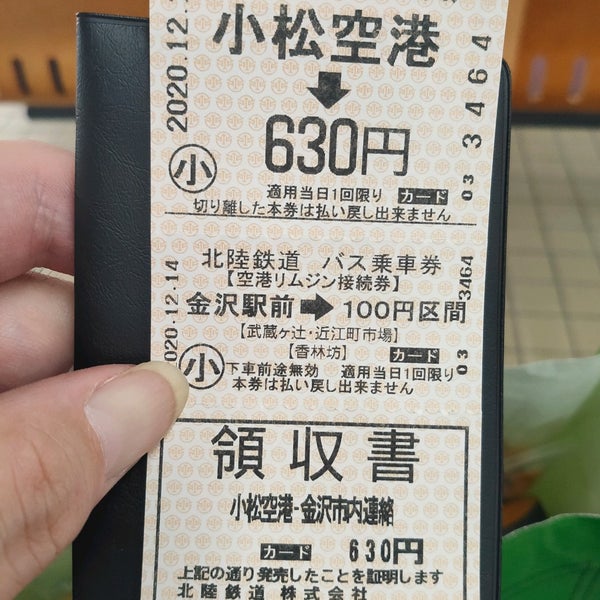 2020.12.1
小松空港
3464
630円
小
適用当日1回限り カード
切り離した本券は払い戻し出来ません
03
北陸鉄道 バス乗車券
【空港リムジン接続券】
金沢駅前➡100円区間
【武蔵ヶ辻・近江町市場】
【香林坊】 カード
020.12.14
小
下車前途無効 適用当日1回限り
本券は払い戻し出来ません
03 3464
領収書
小松空港-金沢市内連絡
カード 630円
上記の通り発売したことを証明します
北陸鉄道 株式会社